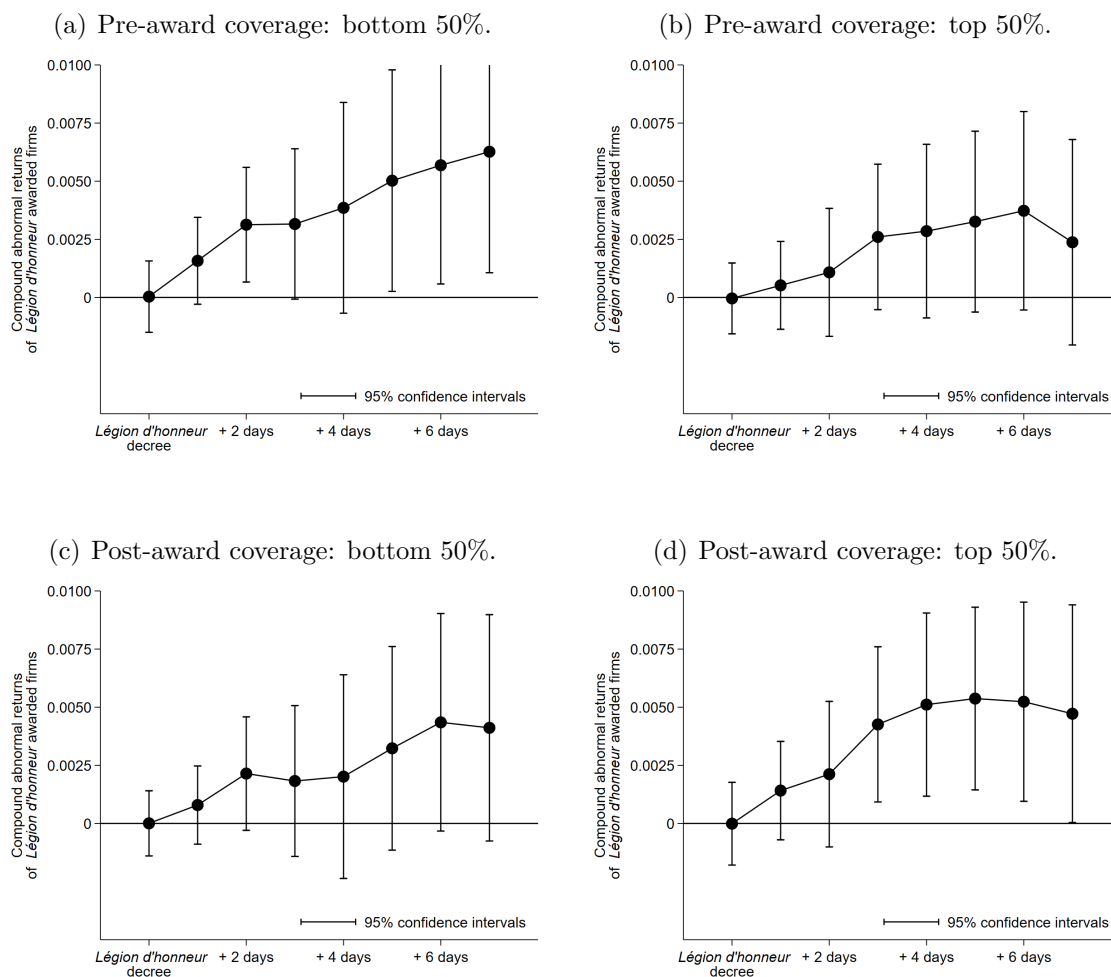 (a) Pre-award coverage: bottom 50%.
Compound abnormal returns
of Légion d'honneur awarded firms
0.0100
0.0075
0.0050
0.0025
0
95% confidence intervals
Légion d'honneur
decree
+ 2 days
+ 4 days
+ 6 days
(b) Pre-award coverage: top 50%.
Compound abnormal returns
of Légion d'honneur awarded firms
0.0100
0.0075
0.0050
0.0025
0
95% confidence intervals
Légion d'honneur
decree
+ 2 days
+ 4 days
+ 6 days
(c) Post-award coverage: bottom 50%.
Compound abnormal returns
of Légion d'honneur awarded firms
0.0100
0.0075
0.0050
0.0025
0
95% confidence intervals
Légion d'honneur
decree
+ 2 days
+ 4 days
+ 6 days
(d) Post-award coverage: top 50%.
Compound abnormal returns
of Légion d'honneur awarded firms
0.0100
0.0075
0.0050
0.0025
0
95% confidence intervals
Légion d'honneur
decree
+ 2 days
+ 4 days
+ 6 days